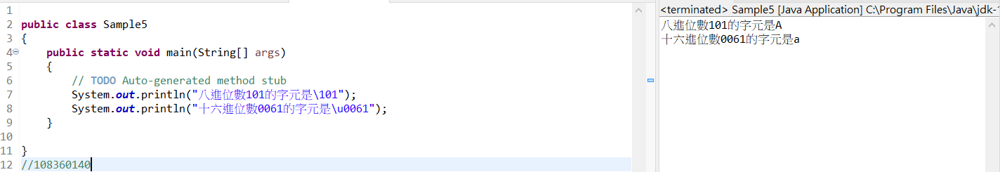 1
2 public class Sample5
3 {
4 public static void main(String[] args)
5 {
6 // TODO Auto-generated method stub
7 System.out.println("八進位數101的字元是\101");
8 System.out.println("十六進位數0061的字元是\u0061");
9 }
10
11 }
12 //108360140
<terminated> Sample5 [Java Application] C:\Program Files\Java\jdk-
八進位數101的字元是A
十六進位數0061的字元是a